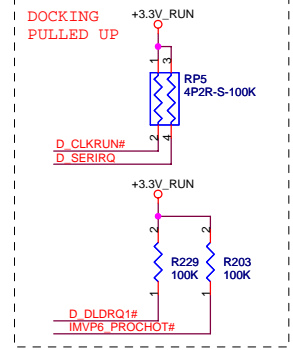 DOCKING
PULLED UP
+3.3V_RUN
1
3
RP5
4P2R-S-100K
2
4
D_CLKRUN#
D_SERIRQ
+3.3V_RUN
2
2
R229
100K
R203
100K
1
1
D_DLDRQ1#
IMVP6_PROCHOT#